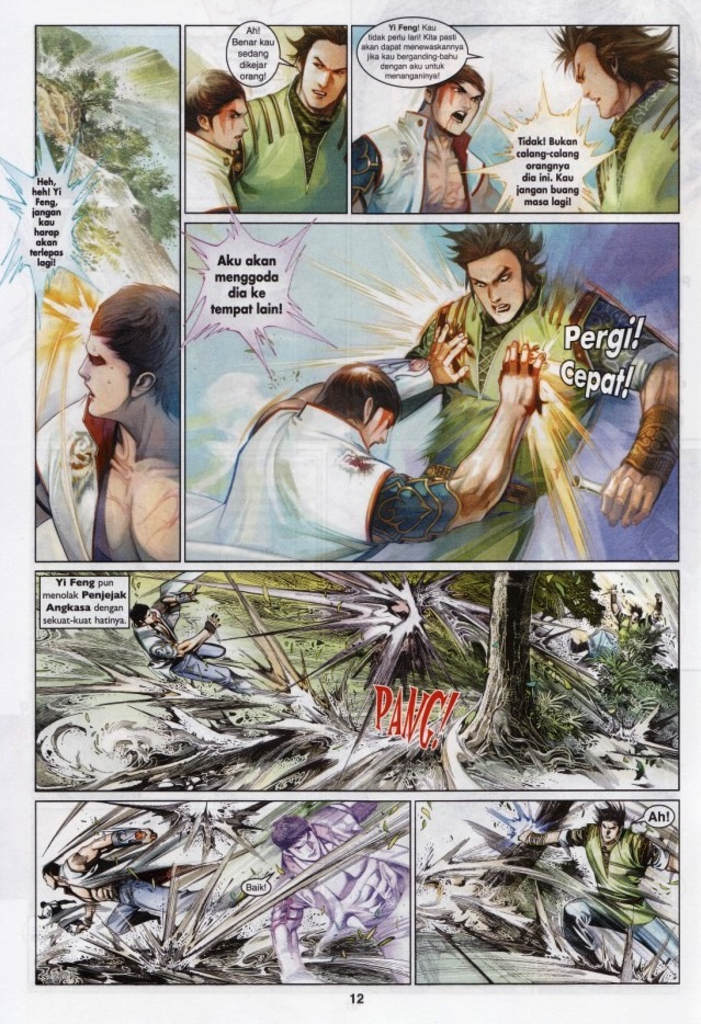 Heh,
heh! Yi
Feng,
jangan
kau
harap
akan
terlepas
lagi!
Ah!
Benar kau
sedang
dikejar
orang!
Yi Feng! Kau
tidak perlu lari! Kita pasti
akan dapat menewaskannya
jika kau berganding-bahu
dengan aku untuk
menanganinya!
Tidak! Bukan
calang-calang
orangnya
dia ini. Kau
jangan buang
masa lagi!
Aku akan
menggoda
dia ke
tempat lain!
Pergi!
Cepat!
Yi Feng pun
menolak Penjejak
Angkasa dengan
sekuat-kuat hatinya.
PANG!
Baik!
Ah!
12